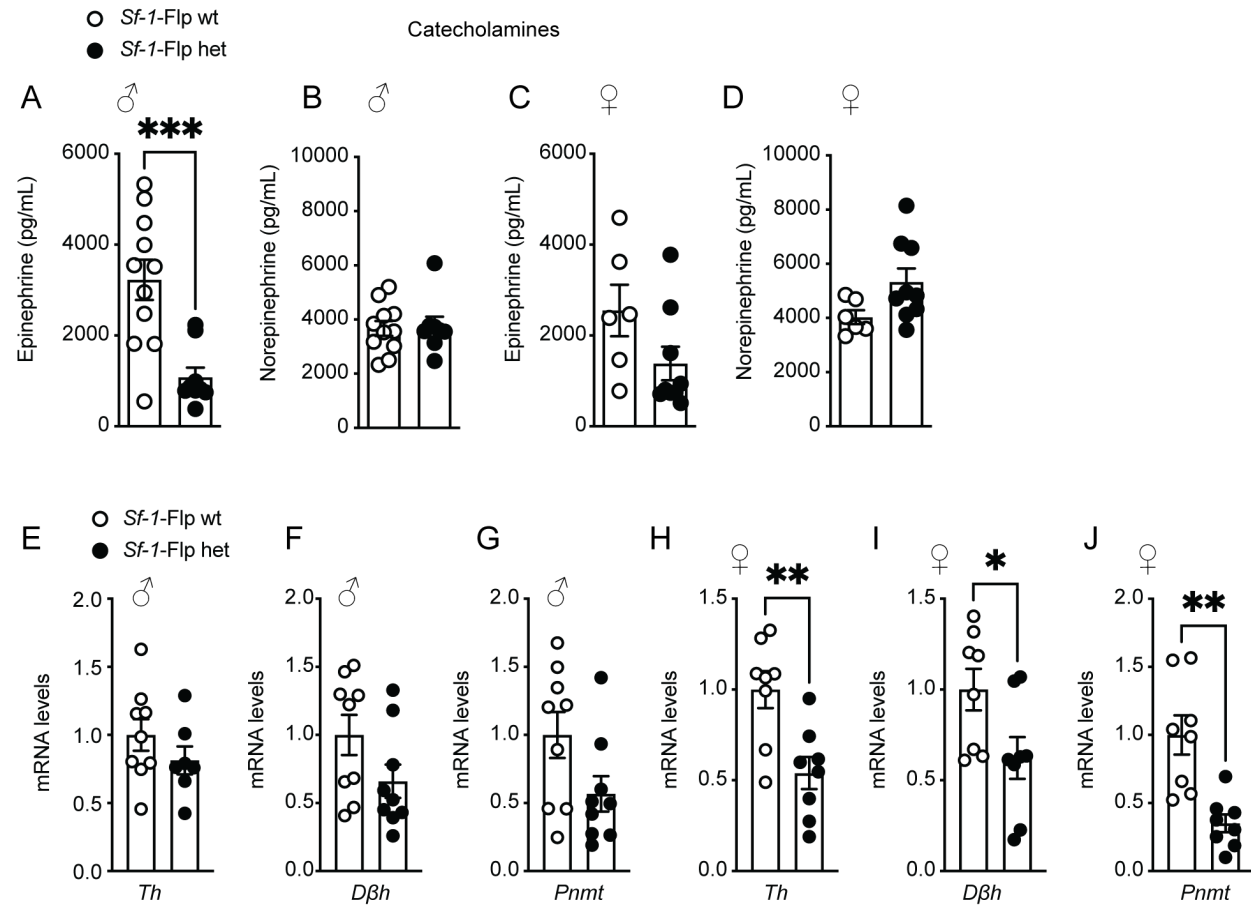 Sf-1-Flp wt
Sf-1-Flp het
Catecholamines
A ♂
***
Epinephrine (pg/mL)
6000
4000
2000
0
B ♂
Norepinephrine (pg/mL)
10000
8000
6000
4000
2000
0
C ♀
Epinephrine (pg/mL)
6000
4000
2000
0
D ♀
Norepinephrine (pg/mL)
10000
8000
6000
4000
2000
0
Sf-1-Flp wt
Sf-1-Flp het
E ♂
mRNA levels
2.0
1.5
1.0
0.5
0.0
Th
F ♂
mRNA levels
2.0
1.5
1.0
0.5
0.0
Dβh
G ♂
mRNA levels
2.0
1.5
1.0
0.5
0.0
Pnmt
H ♀
**
mRNA levels
1.5
1.0
0.5
0.0
Th
I ♀
*
mRNA levels
1.5
1.0
0.5
0.0
Dβh
J ♀
**
mRNA levels
2.0
1.5
1.0
0.5
0.0
Pnmt